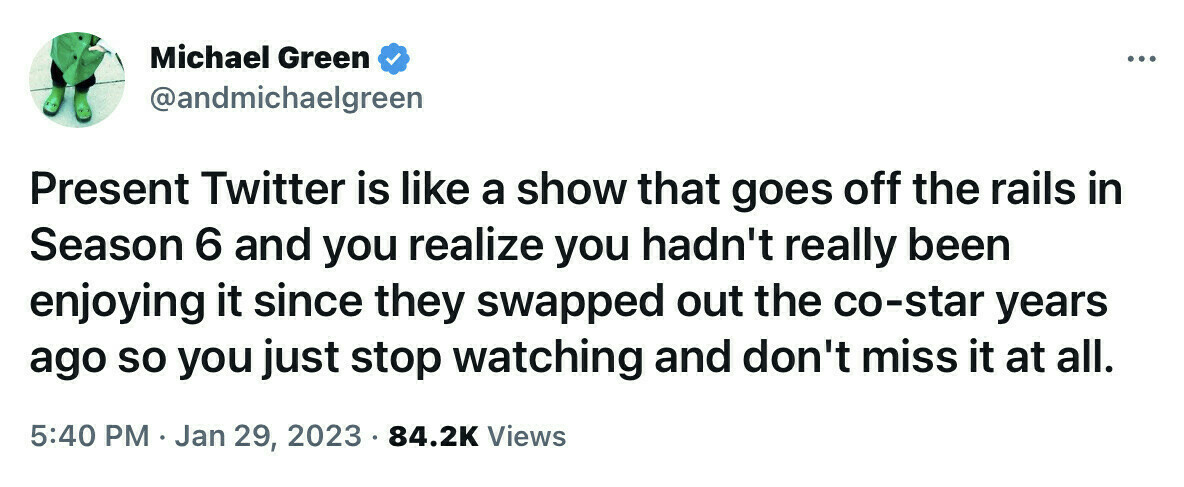 Michael Green
@andmichaelgreen
Present Twitter is like a show that goes off the rails in
Season 6 and you realize you hadn't really been
enjoying it since they swapped out the co-star years
ago so you just stop watching and don't miss it at all.
5:40 PM · Jan 29, 2023 · 84.2K Views